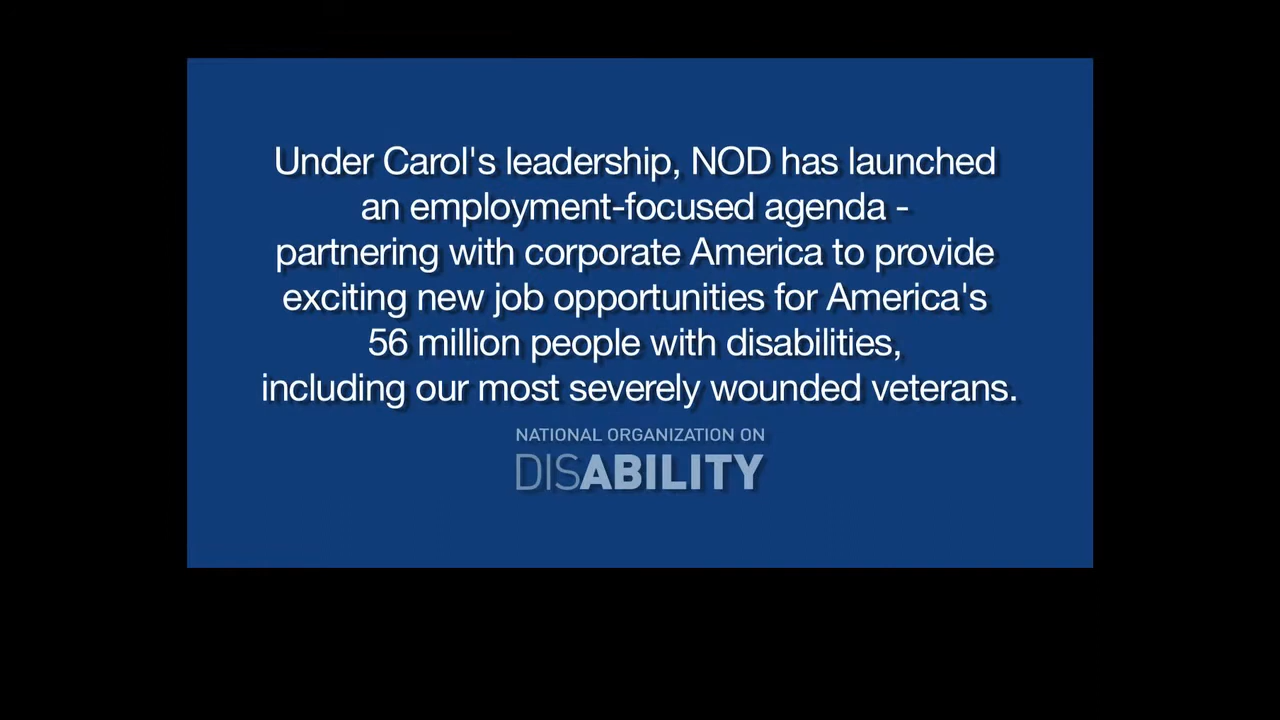 Under Carol's leadership, NOD has launched
an employment-focused agenda -
partnering with corporate America to provide
exciting new job opportunities for America's
56 million people with disabilities,
including our most severely wounded veterans.
NATIONAL ORGANIZATION ON
DISABILITY